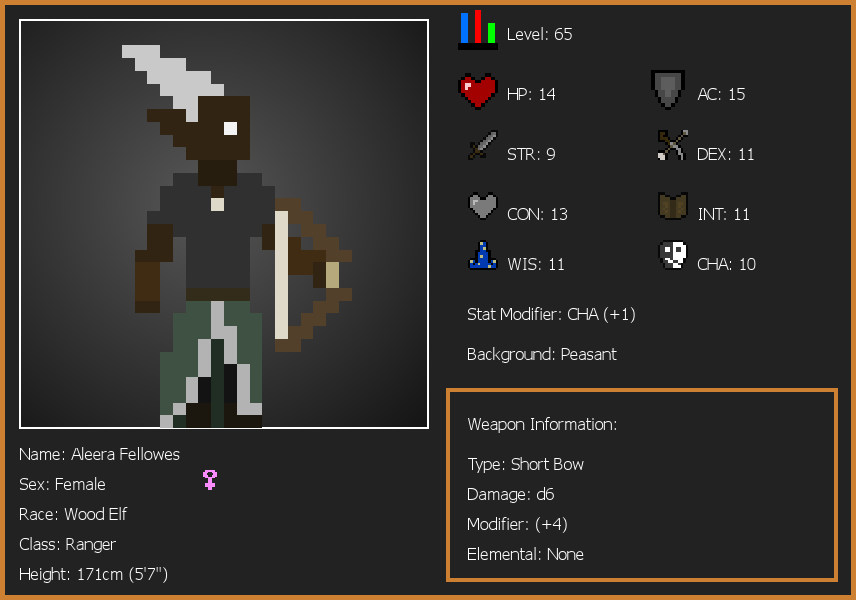 Level: 65
HP: 14
AC: 15
STR: 9
DEX: 11
CON: 13
INT: 11
WIS: 11
CHA: 10
Stat Modifier: CHA (+1)
Background: Peasant
Weapon Information:
Type: Short Bow
Damage: d6
Modifier: (+4)
Elemental: None
Name: Aleera Fellowes
Sex: Female
Race: Wood Elf
Class: Ranger
Height: 171cm (5'7")